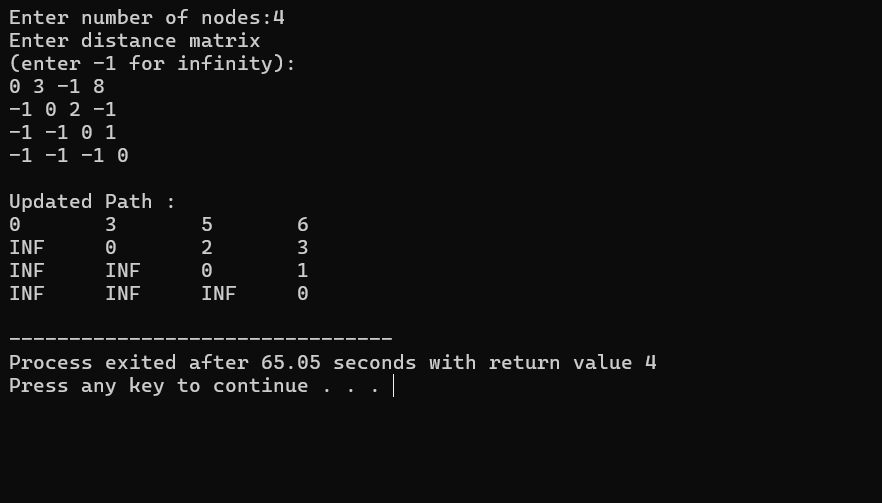 Enter number of nodes:4
Enter distance matrix
(enter -1 for infinity):
0 3 -1 8
-1 0 2 -1
-1 -1 0 1
-1 -1 -1 0
Updated Path :
0 3 5 6
INF 0 2 3
INF INF 0 1
INF INF INF 0
--------------------------------
Process exited after 65.05 seconds with return value 4
Press any key to continue . . .